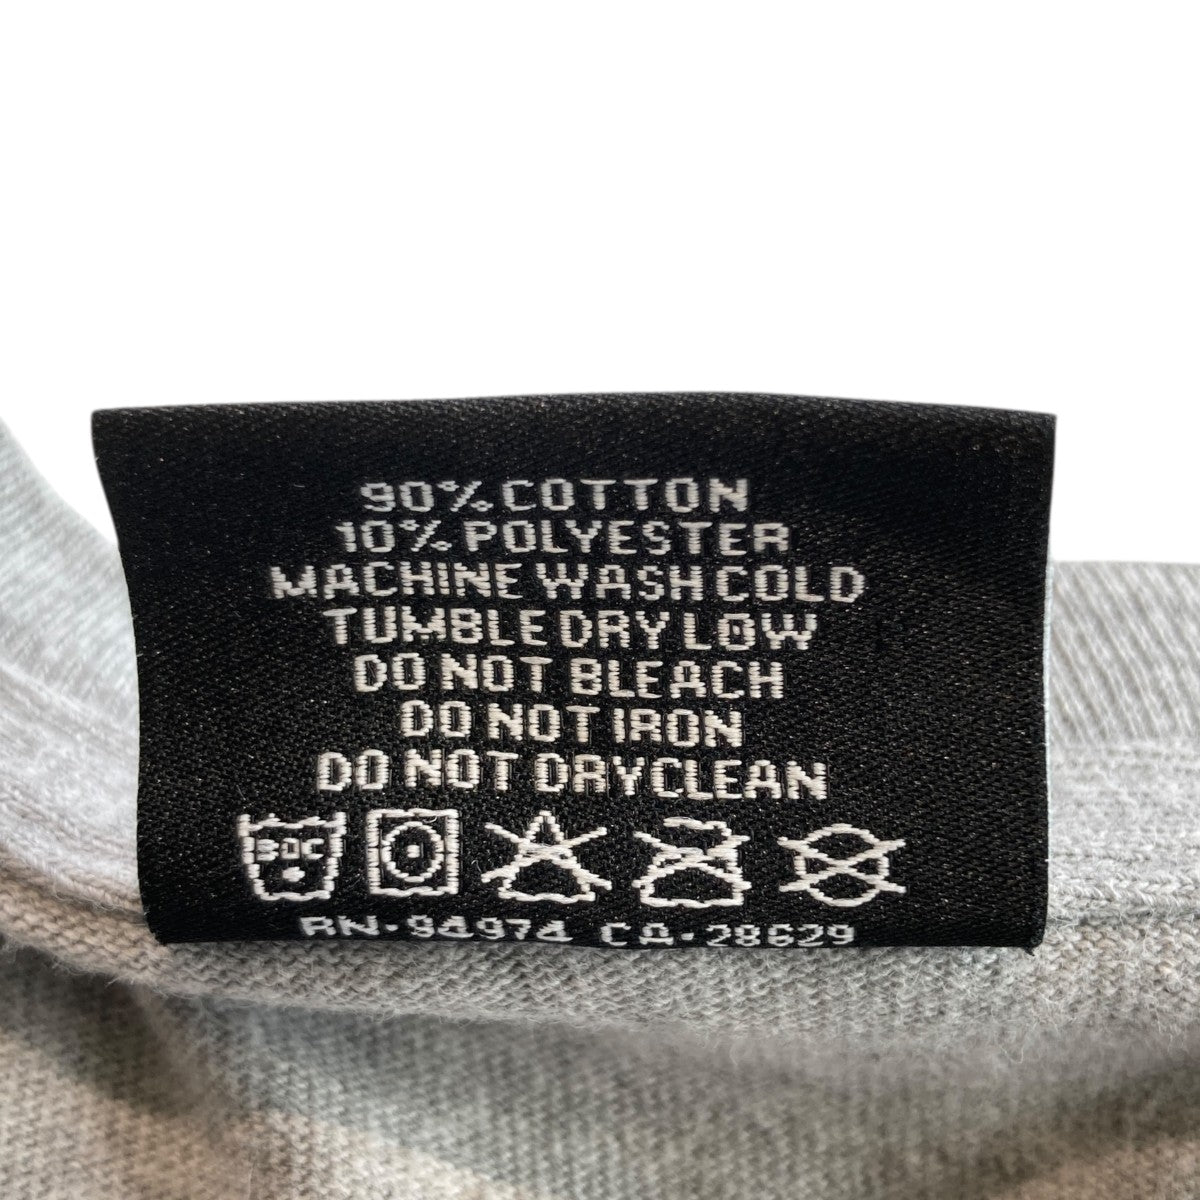 90% COTTON
10% POLYESTER
MACHINE WASH COLD
TUMBLE DRY LOW
DO NOT BLEACH
DO NOT IRON
DO NOT DRYCLEAN
30C
RN-94974 CA-28629